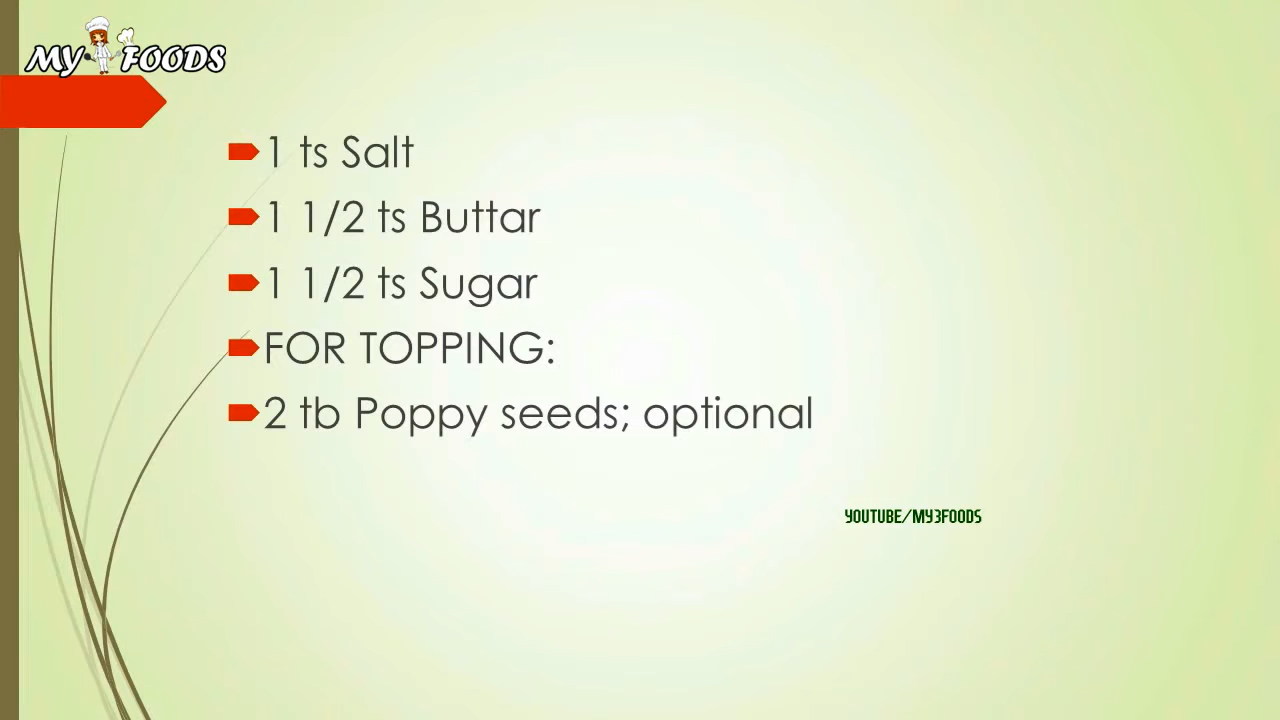 MY FOODS
1 ts Salt
1 1/2 ts Buttar
1 1/2 ts Sugar
FOR TOPPING:
2 tb Poppy seeds; optional
YOUTUBE/MY3FOODS